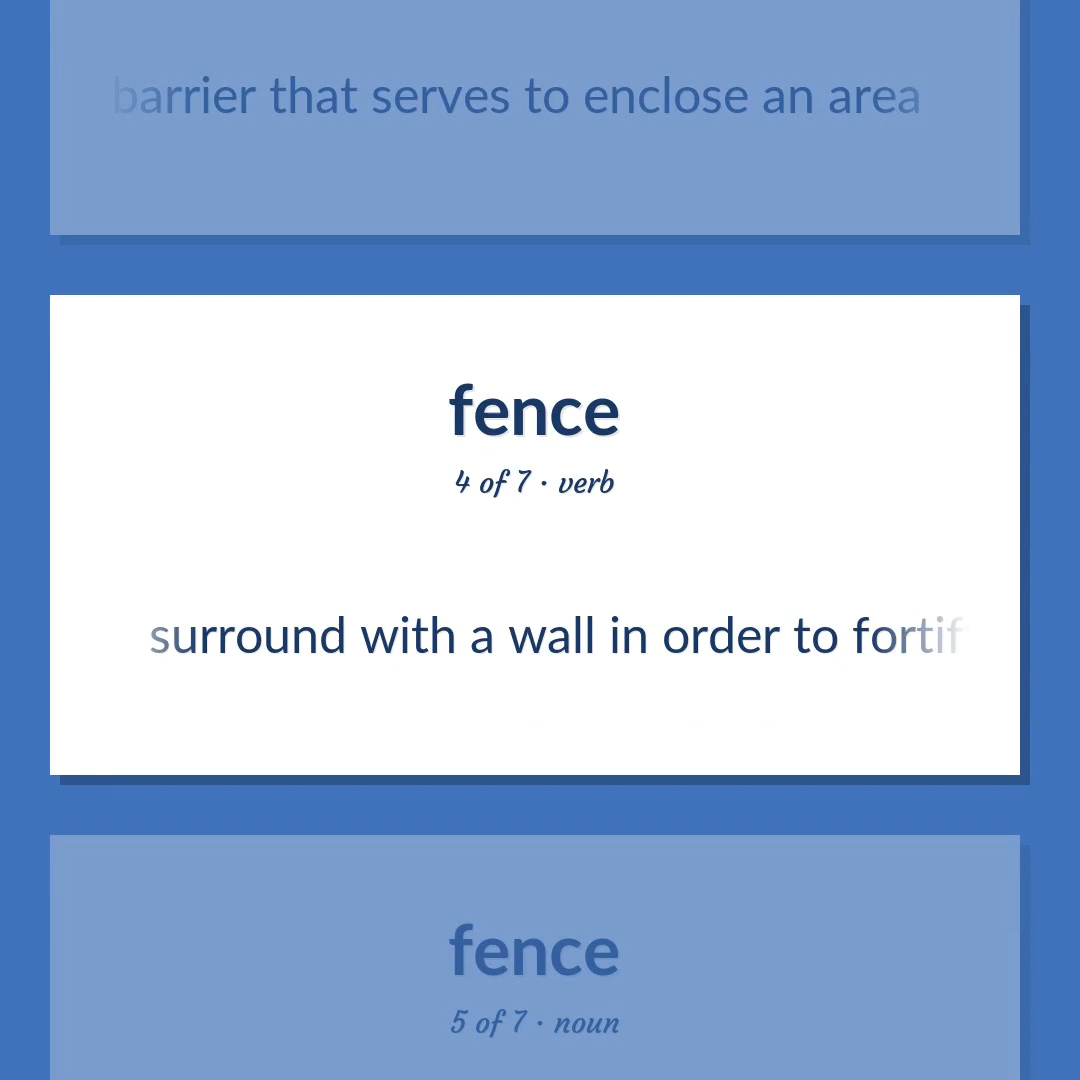 barrier that serves to enclose an area
fence
4 of 7 · verb
surround with a wall in order to fortif
fence
5 of 7 · noun